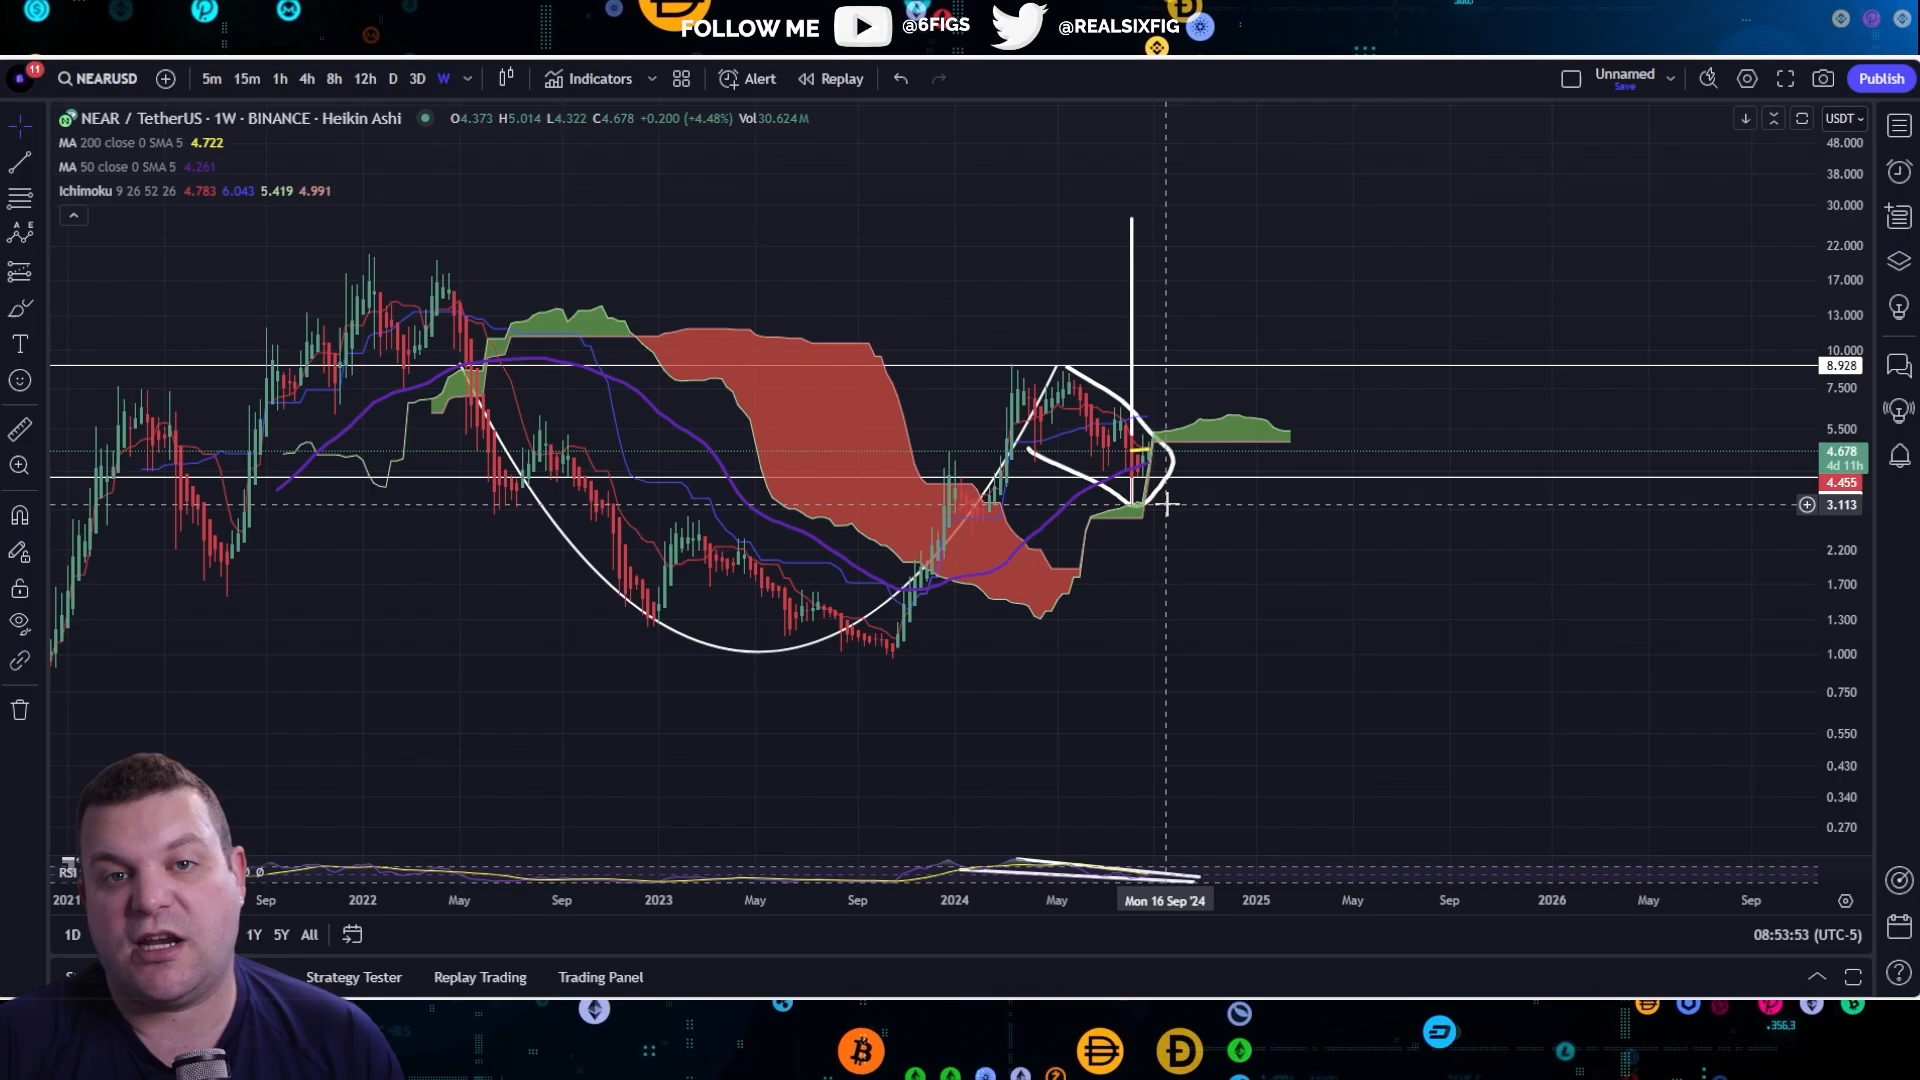 FOLLOW ME @6FIGS @REALSIXFIG
11 NEARUSD 5m 15m 1h 4h 8h 12h D 3D W Indicators Alert Replay Unnamed Save Publish
NEAR / TetherUS · 1W · BINANCE · Heikin Ashi O4.373 H5.014 L4.322 C4.678 +0.200 (+4.48%) Vol30.624M USDT
MA 200 close 0 SMA 5 4.722
MA 50 close 0 SMA 5 4.261
Ichimoku 9 26 52 26 4.783 6.043 5.419 4.991
48.000
38.000
30.000
22.000
17.000
13.000
10.000
8.928
7.500
5.500
4.678
4d 11h
4.455
3.113
2.200
1.700
1.300
1.000
0.750
0.550
0.430
0.340
0.270
RSI
2021 Sep 2022 May Sep 2023 May Sep 2024 May Mon 16 Sep '24 2025 May Sep 2026 May Sep
1D 1Y 5Y All 08:53:53 (UTC-5)
Strategy Tester Replay Trading Trading Panel
356,3